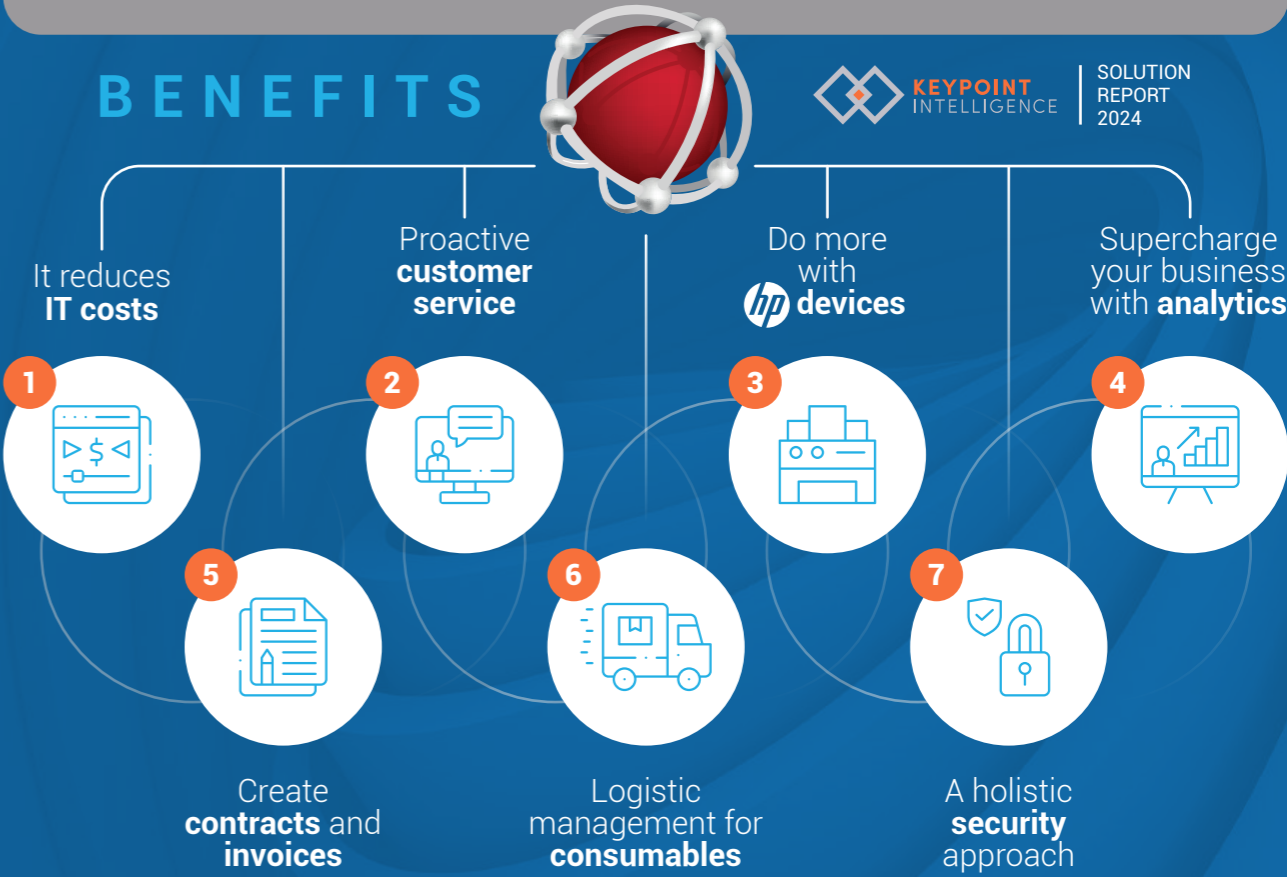 BENEFITS
KEYPOINT
INTELLIGENCE
SOLUTION
REPORT
2024
It reduces
IT costs
Proactive
customer
service
Do more
with
hp devices
Supercharge
your business
with analytics
1
2
3
$
4
5
6
7
Create
contracts and
invoices
Logistic
management for
consumables
A holistic
security
approach